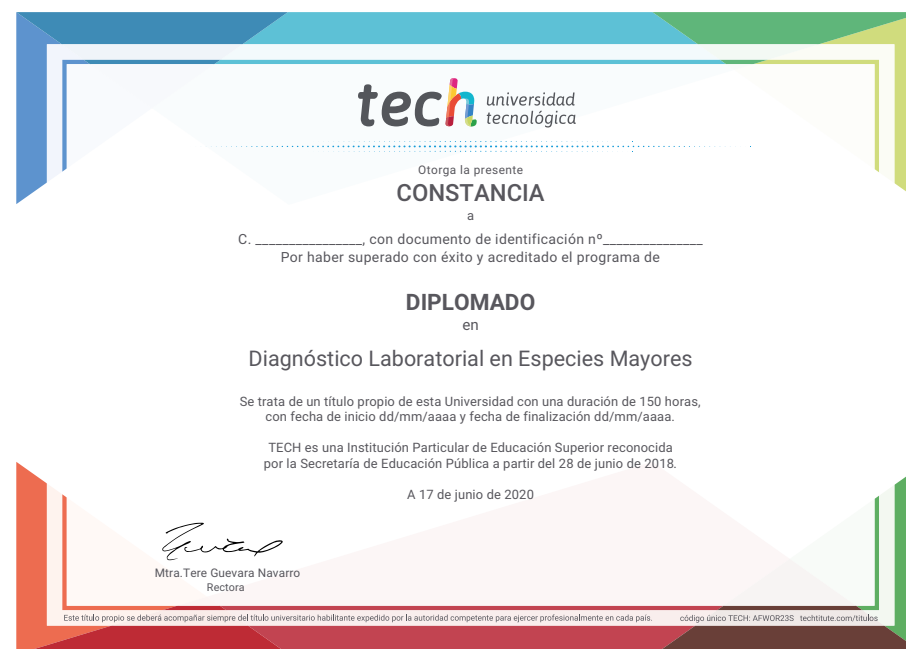 tech universidad
tecnológica
Otorga la presente
CONSTANCIA
a
C. ________________, con documento de identificación nº_______________
Por haber superado con éxito y acreditado el programa de
DIPLOMADO
en
Diagnóstico Laboratorial en Especies Mayores
Se trata de un título propio de esta Universidad con una duración de 150 horas,
con fecha de inicio dd/mm/aaaa y fecha de finalización dd/mm/aaaa.
TECH es una Institución Particular de Educación Superior reconocida
por la Secretaría de Educación Pública a partir del 28 de junio de 2018.
A 17 de junio de 2020
Mtra.Tere Guevara Navarro
Rectora
Este título propio se deberá acompañar siempre del título universitario habilitante expedido por la autoridad competente para ejercer profesionalmente en cada país. código único TECH: AFWOR23S techtitute.com/titulos